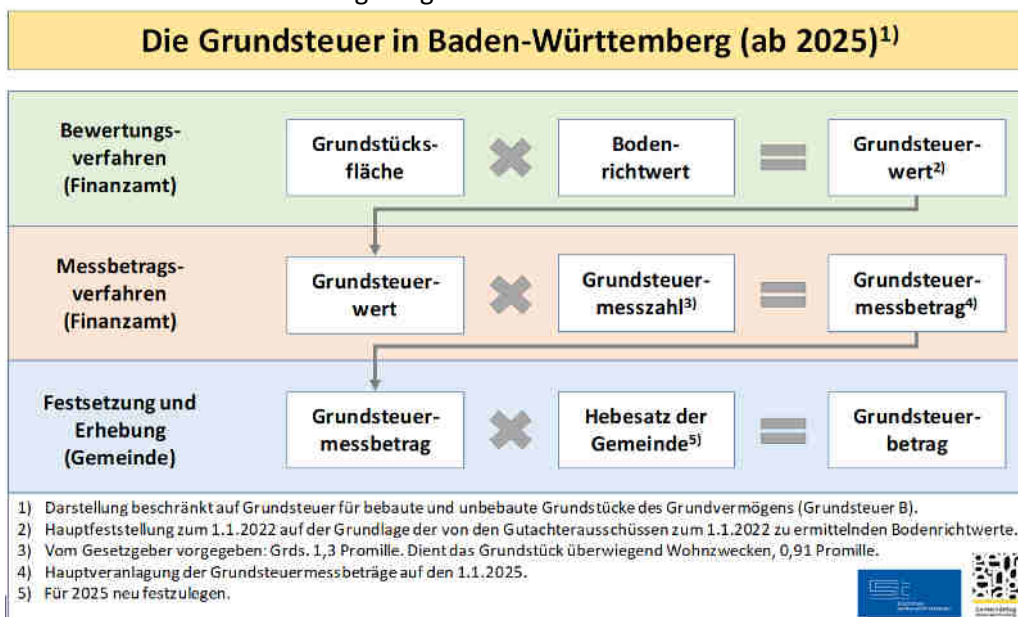 Die Grundsteuer in Baden-Württemberg (ab 2025)1)
Bewertungs-
verfahren
(Finanzamt)
Grundstücks-
fläche
Boden-
richtwert
Grundsteuer-
wert2)
Messbetrags-
verfahren
(Finanzamt)
Grundsteuer-
wert
Grundsteuer-
messzahl3)
Grundsteuer-
messbetrag4)
Festsetzung und
Erhebung
(Gemeinde)
Grundsteuer-
messbetrag
Hebesatz der
Gemeinde5)
Grundsteuer-
betrag
1) Darstellung beschränkt auf Grundsteuer für bebaute und unbebaute Grundstücke des Grundvermögens (Grundsteuer B).
2) Hauptfeststellung zum 1.1.2022 auf der Grundlage der von den Gutachterausschüssen zum 1.1.2022 zu ermittelnden Bodenrichtwerte.
3) Vom Gesetzgeber vorgegeben: Grds. 1,3 Promille. Dient das Grundstück überwiegend Wohnzwecken, 0,91 Promille.
4) Hauptveranlagung der Grundsteuermessbeträge auf den 1.1.2025.
5) Für 2025 neu festzulegen.